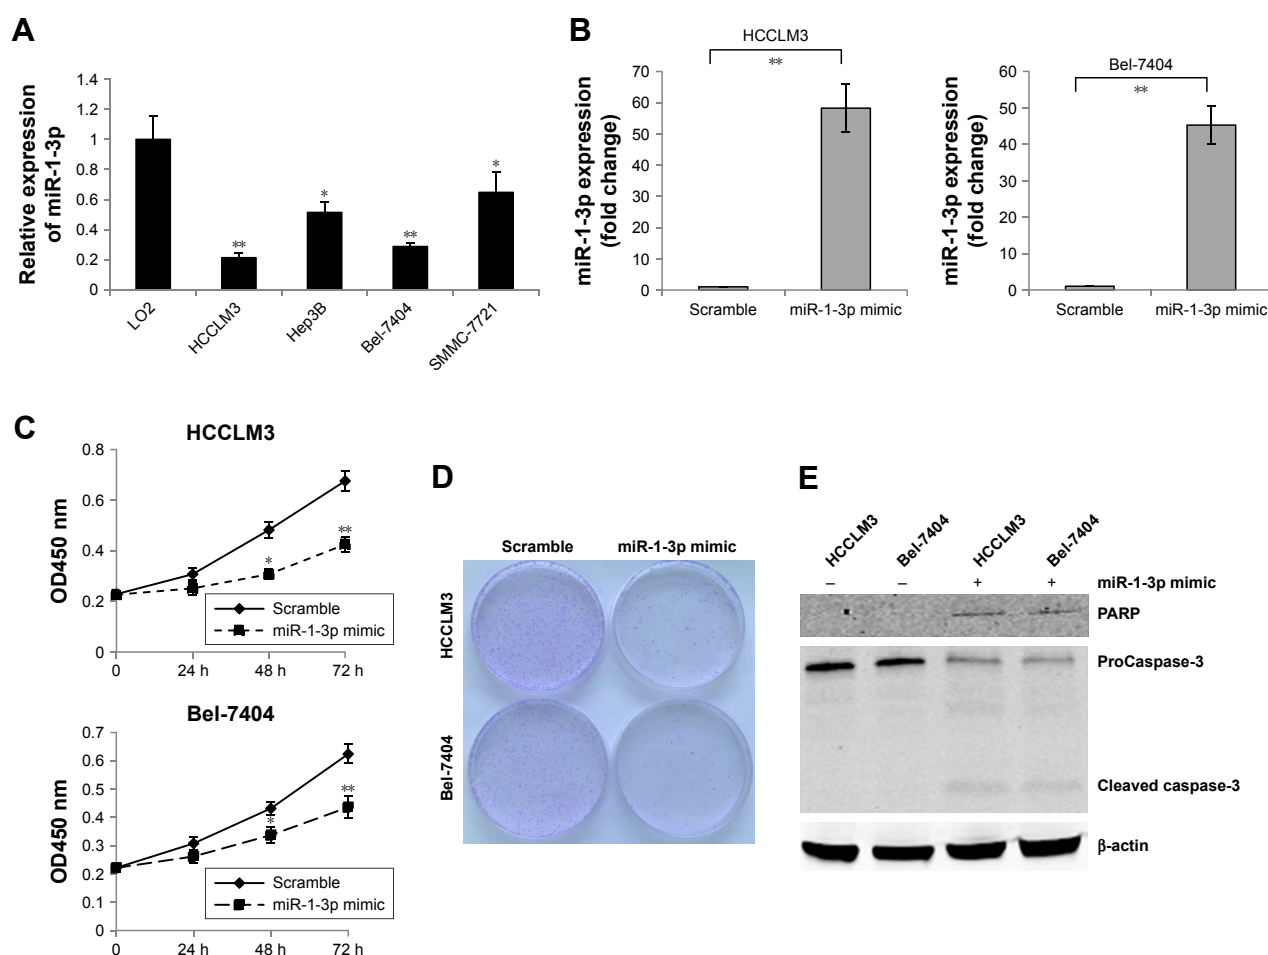 A
Relative expression
of miR-1-3p
1.4
1.2
1
0.8
0.6
0.4
0.2
0
**
*
**
*
LO2
HCCLM3
Hep3B
Bel-7404
SMMC-7721
B
HCCLM3
**
miR-1-3p expression
(fold change)
70
60
50
40
30
20
10
0
Scramble
miR-1-3p mimic
Bel-7404
**
miR-1-3p expression
(fold change)
60
50
40
30
20
10
0
Scramble
miR-1-3p mimic
C
HCCLM3
OD450 nm
0.8
0.6
0.4
0.2
0
*
**
Scramble
miR-1-3p mimic
0
24 h
48 h
72 h
Bel-7404
OD450 nm
0.7
0.6
0.5
0.4
0.3
0.2
0.1
0
*
**
Scramble
miR-1-3p mimic
0
24 h
48 h
72 h
D
Scramble
miR-1-3p mimic
HCCLM3
Bel-7404
E
HCCLM3
Bel-7404
HCCLM3
Bel-7404
– – + + miR-1-3p mimic
PARP
ProCaspase-3
Cleaved caspase-3
β-actin